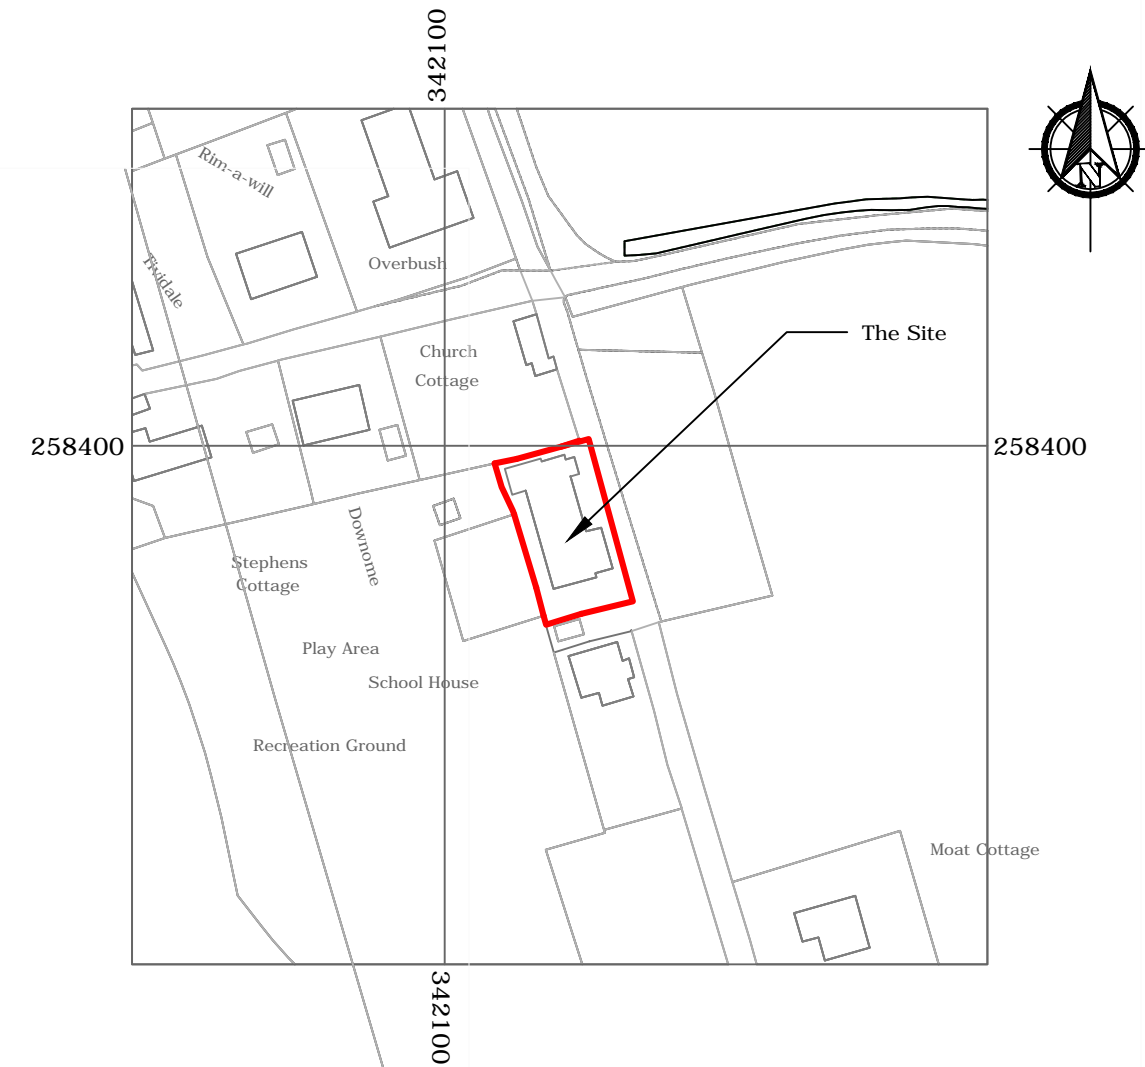 342100
N
Rim-a-will
Tividale
Overbush
The Site
Church
Cottage
258400
258400
Downome
Stephens
Cottage
Play Area
School House
Recreation Ground
Moat Cottage
342100